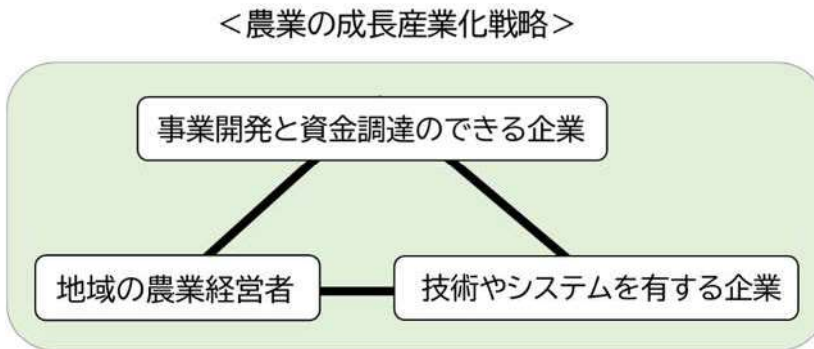 ＜農業の成長産業化戦略＞
事業開発と資金調達のできる企業
地域の農業経営者
技術やシステムを有する企業